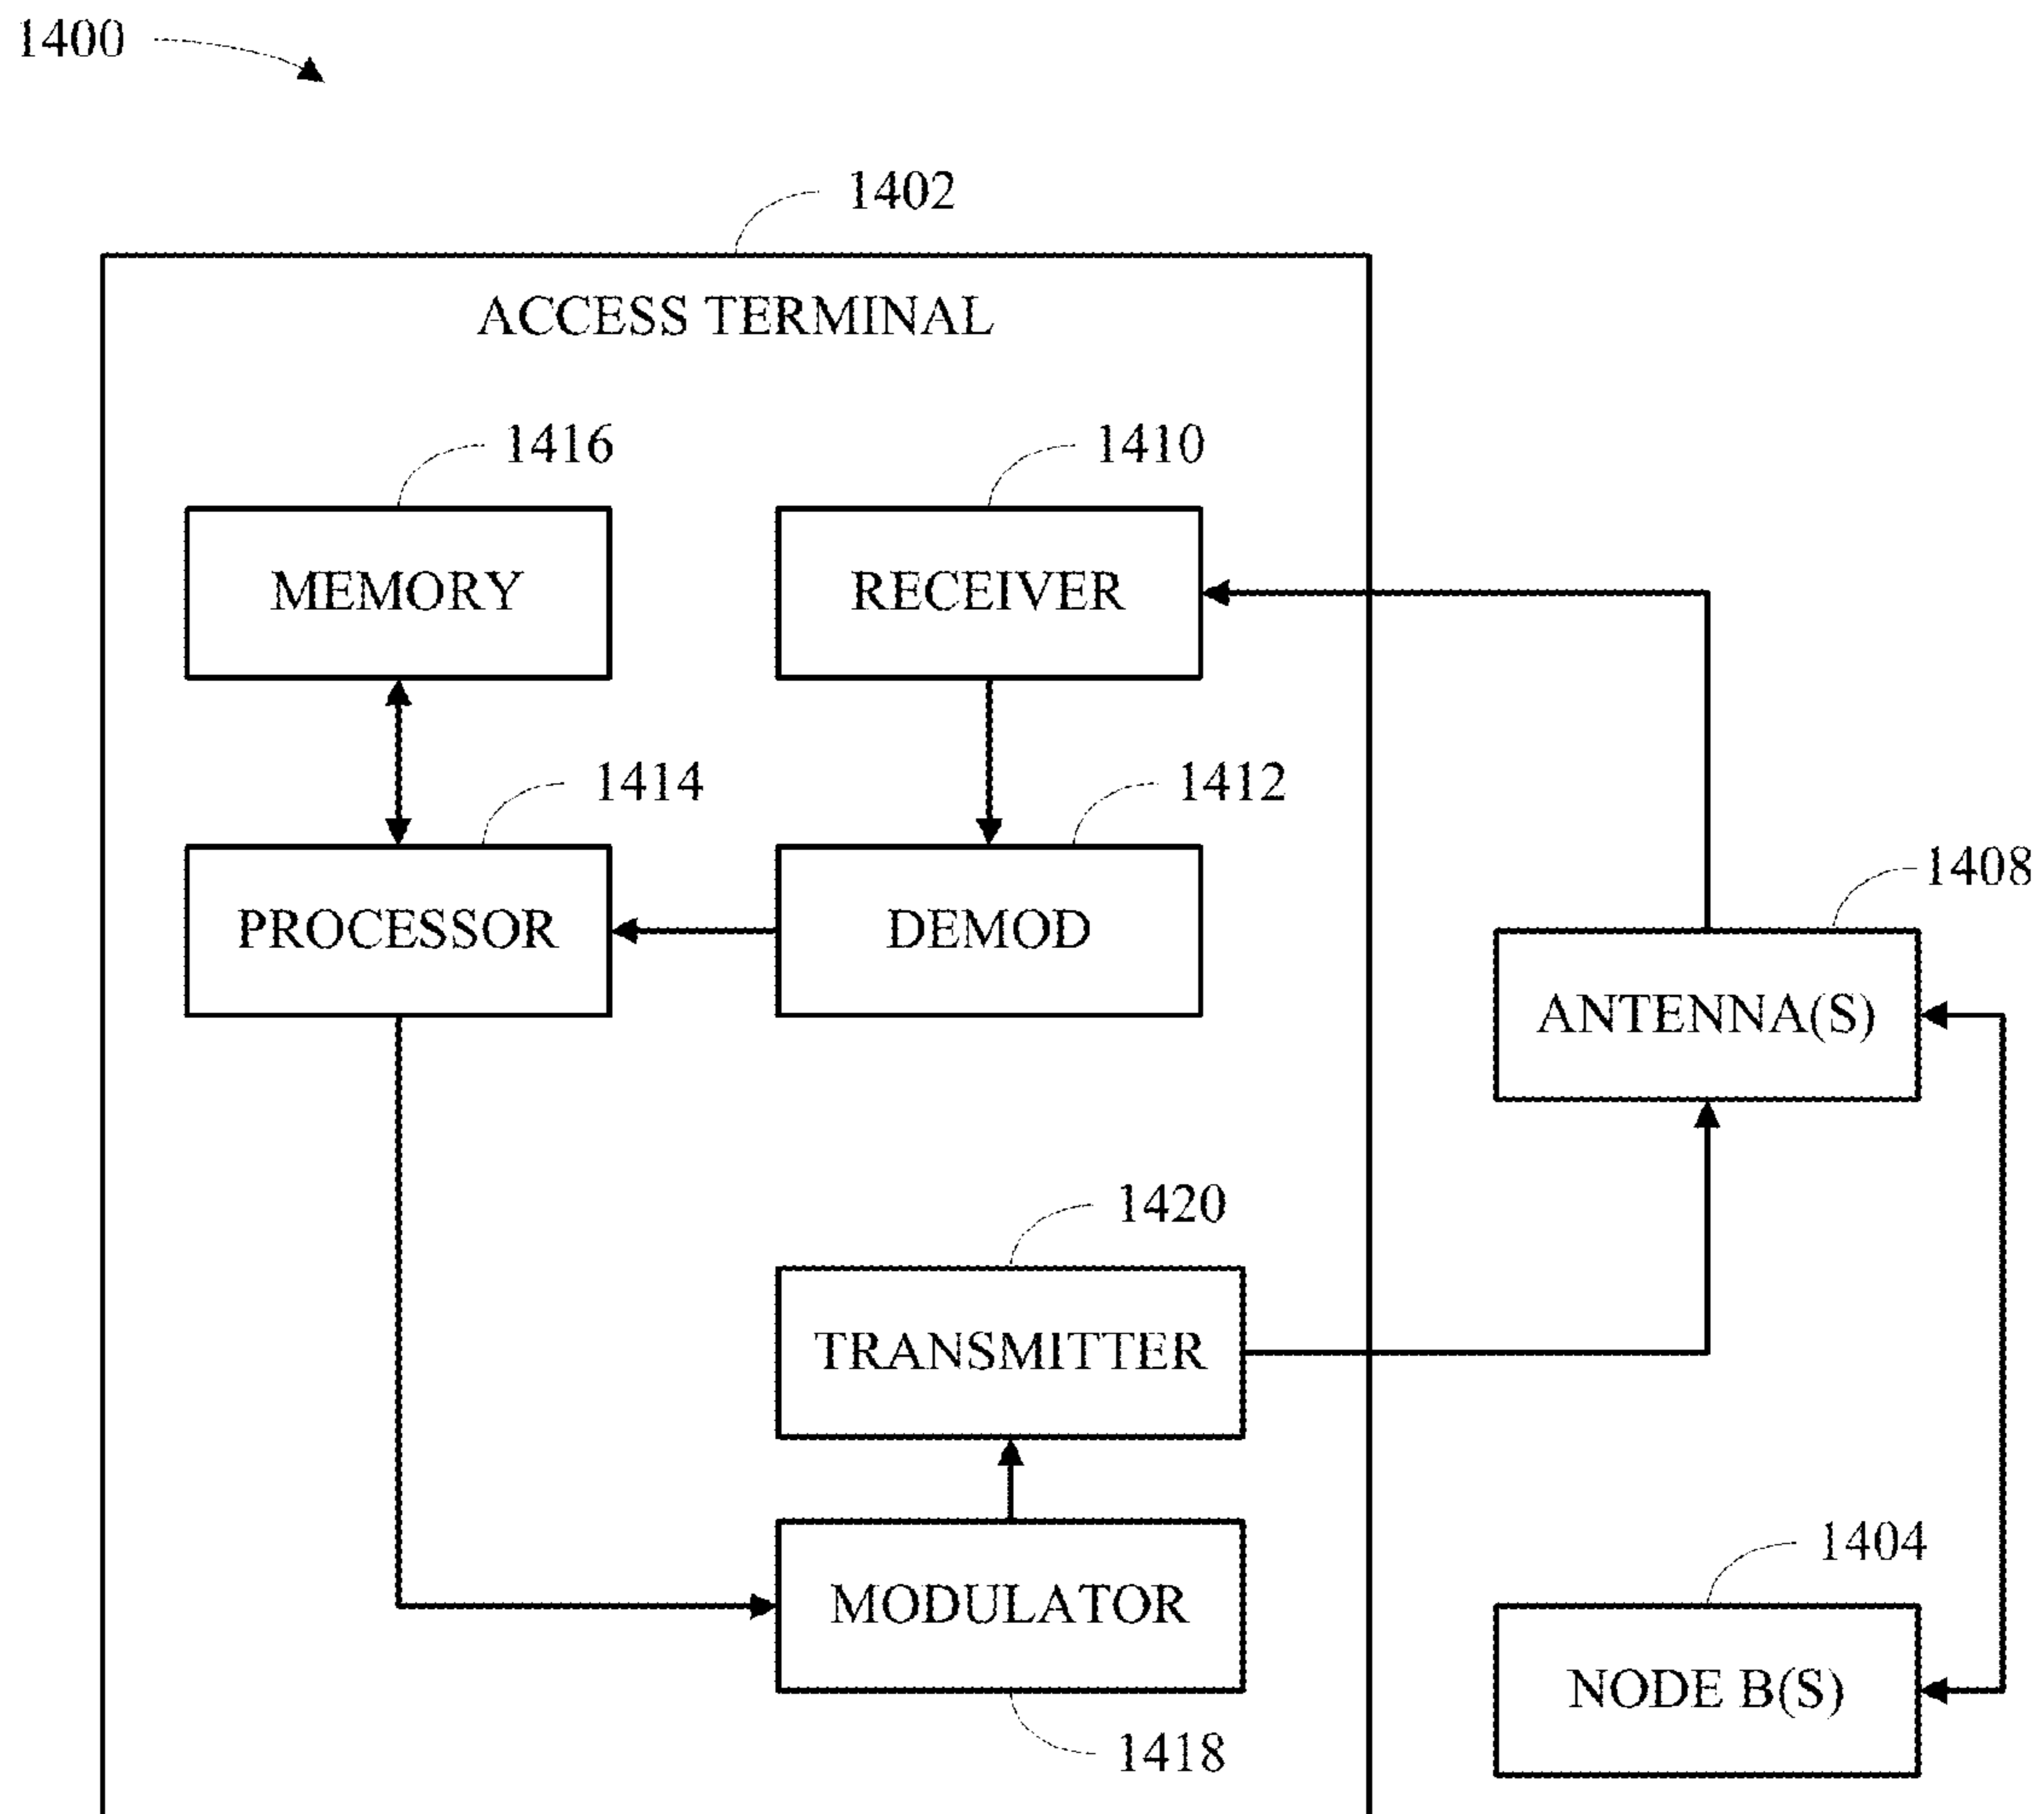 1400
1402
ACCESS TERMINAL
1416
1410
MEMORY
RECEIVER
1414
1412
1408
PROCESSOR
DEMOD
ANTENNA(S)
1420
TRANSMITTER
1404
MODULATOR
NODE B(S)
1418